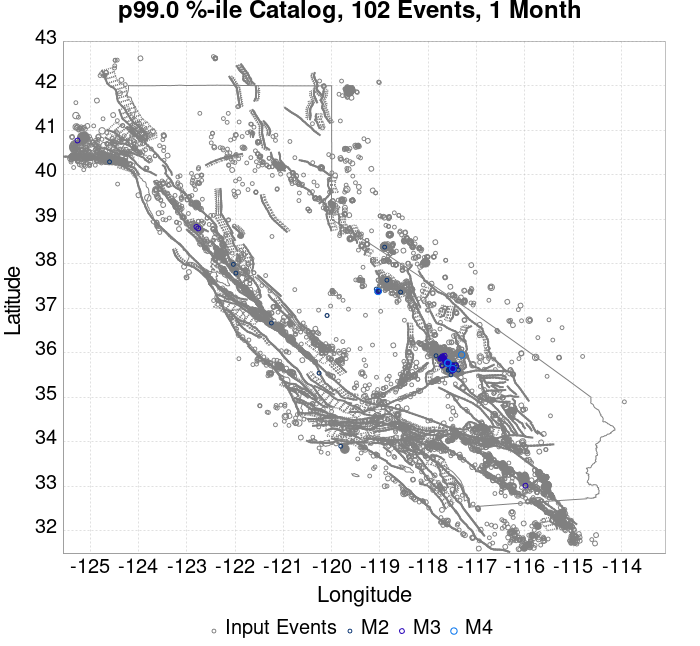 p99.0 %-ile Catalog, 102 Events, 1 Month
43
42
41
40
39
38
37
36
35
34
33
32
Latitude
-125 -124 -123 -122 -121 -120 -119 -118 -117 -116 -115 -114
Longitude
Input Events M2 M3 M4